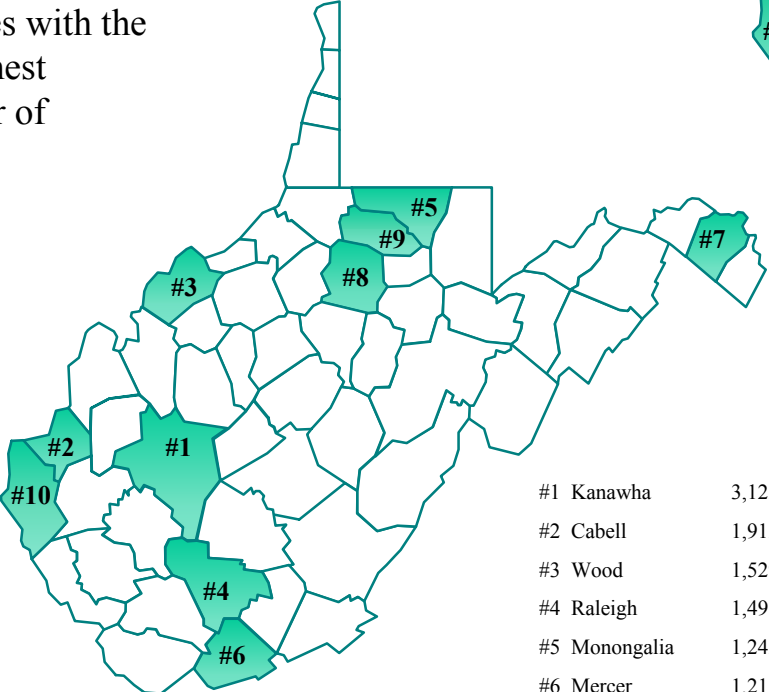 es with the
nest
r of
#
#5
#9
#7
#8
#3
#2
#1
#10
#4
#6
#1 Kanawha 3,12
#2 Cabell 1,91
#3 Wood 1,52
#4 Raleigh 1,49
#5 Monongalia 1,24
#6 Mercer 1,21